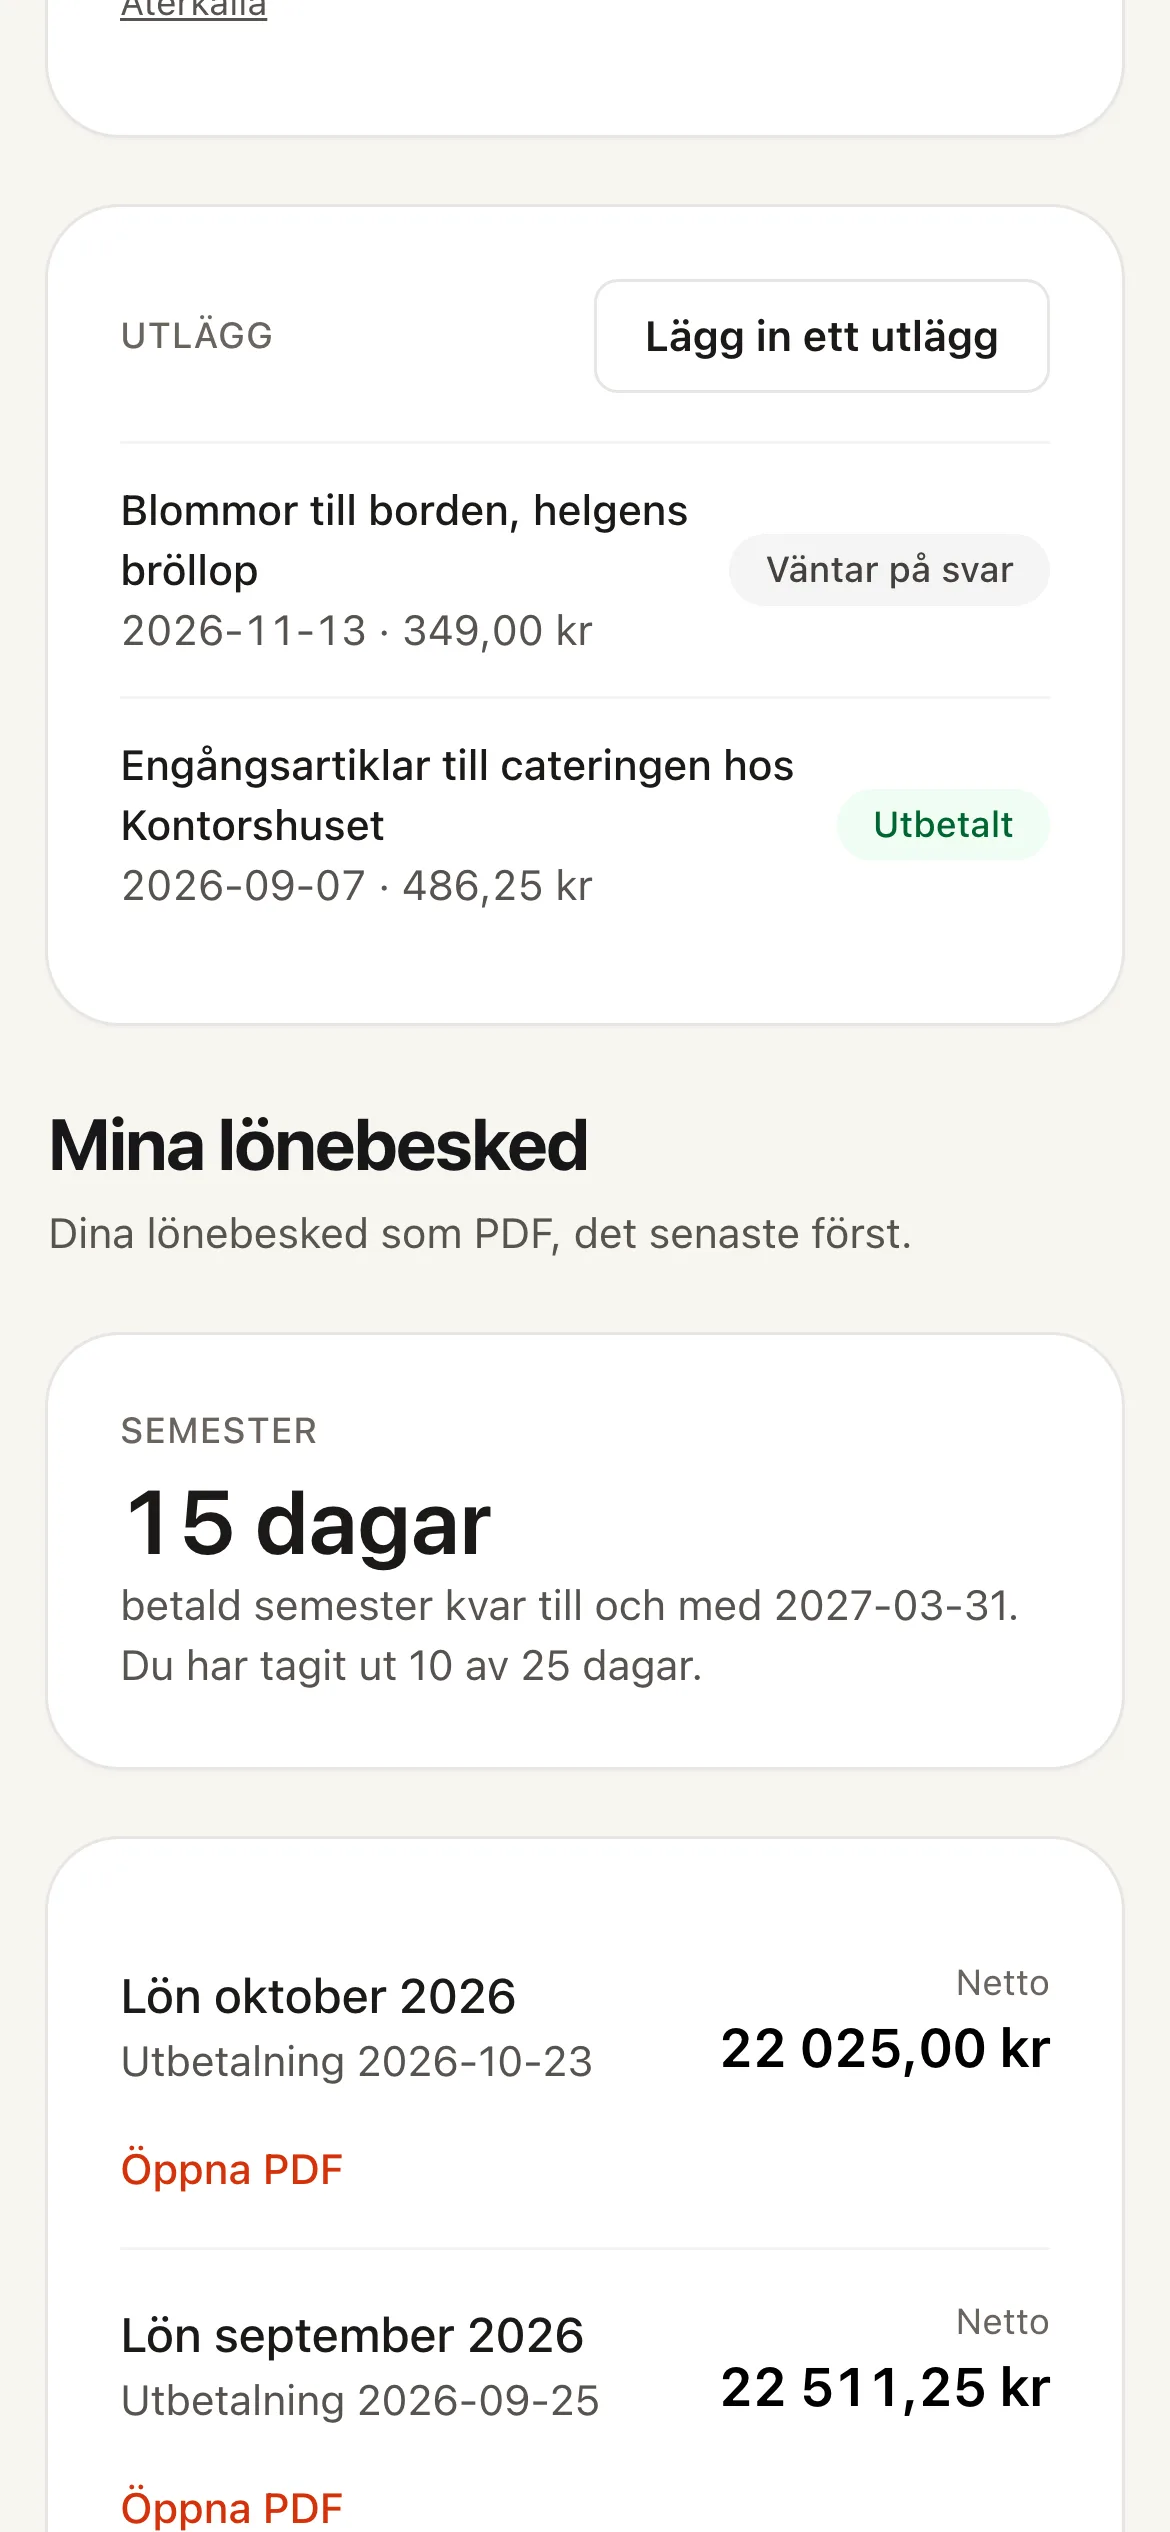 Återkalla
UTLÄGG
Lägg in ett utlägg
Blommor till borden, helgens
bröllop
2026-11-13 · 349,00 kr
Väntar på svar
Engångsartiklar till cateringen hos
Kontorshuset
2026-09-07 · 486,25 kr
Utbetalt
Mina lönebesked
Dina lönebesked som PDF, det senaste först.
SEMESTER
15 dagar
betald semester kvar till och med 2027-03-31.
Du har tagit ut 10 av 25 dagar.
Lön oktober 2026
Utbetalning 2026-10-23
Netto
22 025,00 kr
Öppna PDF
Lön september 2026
Utbetalning 2026-09-25
Netto
22 511,25 kr
Öppna PDF